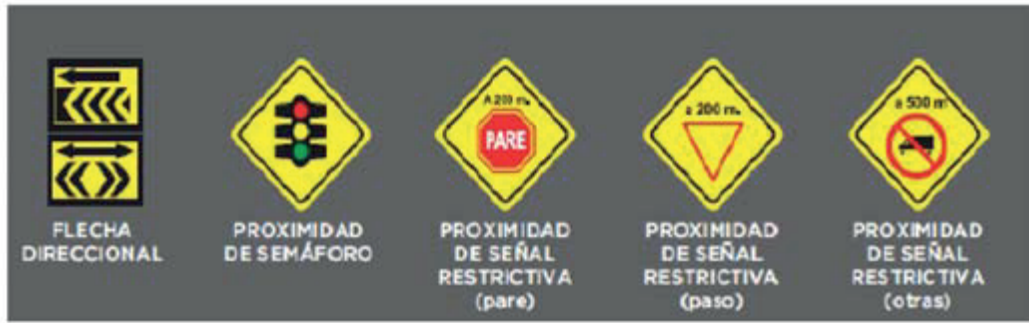 A 200 m.
PARE
a 200 m.
a 500 m
FLECHA
DIRECCIONAL
PROXIMIDAD
DE SEMÁFORO
PROXIMIDAD
DE SEÑAL
RESTRICTIVA
(pare)
PROXIMIDAD
DE SEÑAL
RESTRICTIVA
(paso)
PROXIMIDAD
DE SEÑAL
RESTRICTIVA
(otras)